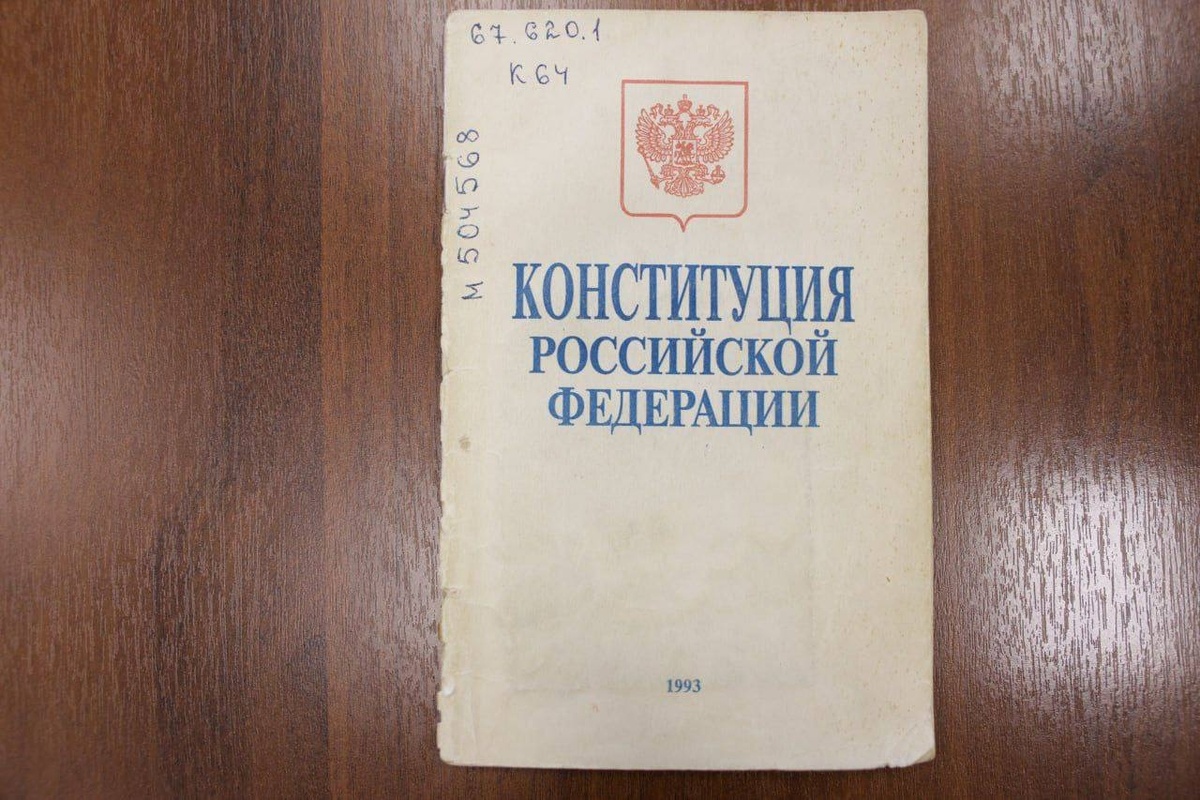 67.620.1
К64
М 504568
КОНСТИТУЦИЯ
РОССИЙСКОЙ
ФЕДЕРАЦИИ
1993